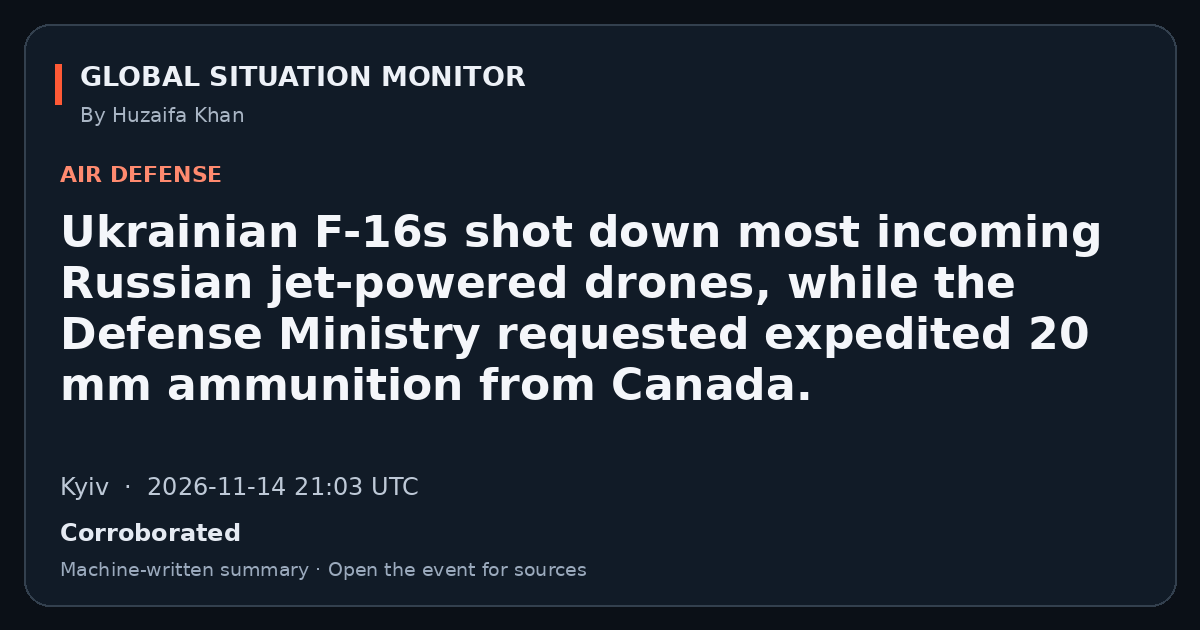 GLOBAL SITUATION MONITOR
By Huzaifa Khan
AIR DEFENSE
Ukrainian F-16s shot down most incoming
Russian jet-powered drones, while the
Defense Ministry requested expedited 20
mm ammunition from Canada.
Kyiv · 2026-11-14 21:03 UTC
Corroborated
Machine-written summary · Open the event for sources